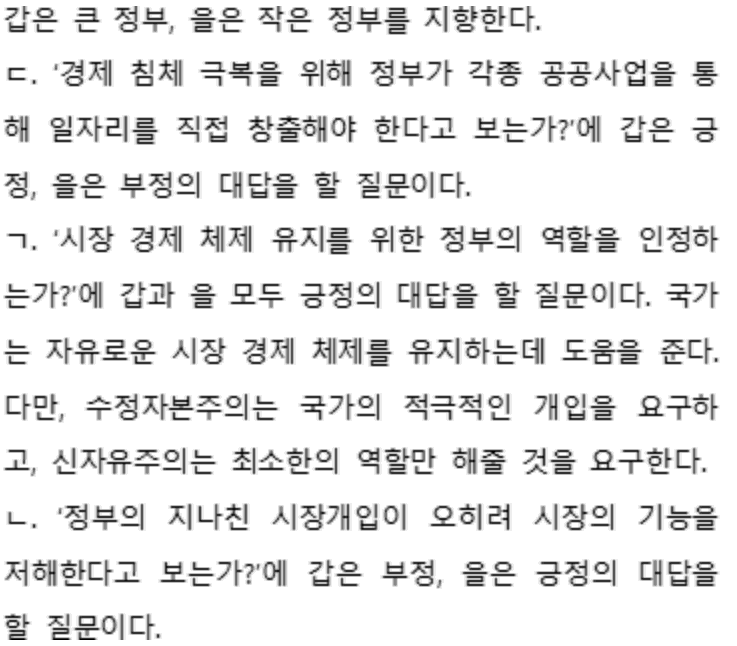 갑은 큰 정부, 을은 작은 정부를 지향한다.
ㄷ. '경제 침체 극복을 위해 정부가 각종 공공사업을 통
해 일자리를 직접 창출해야 한다고 보는가?'에 갑은 긍
정, 을은 부정의 대답을 할 질문이다.
ㄱ. '시장 경제 체제 유지를 위한 정부의 역할을 인정하
는가?'에 갑과 을 모두 긍정의 대답을 할 질문이다. 국가
는 자유로운 시장 경제 체제를 유지하는데 도움을 준다.
다만, 수정자본주의는 국가의 적극적인 개입을 요구하
고, 신자유주의는 최소한의 역할만 해줄 것을 요구한다.
ㄴ. '정부의 지나친 시장개입이 오히려 시장의 기능을
저해한다고 보는가?'에 갑은 부정, 을은 긍정의 대답을
할 질문이다.